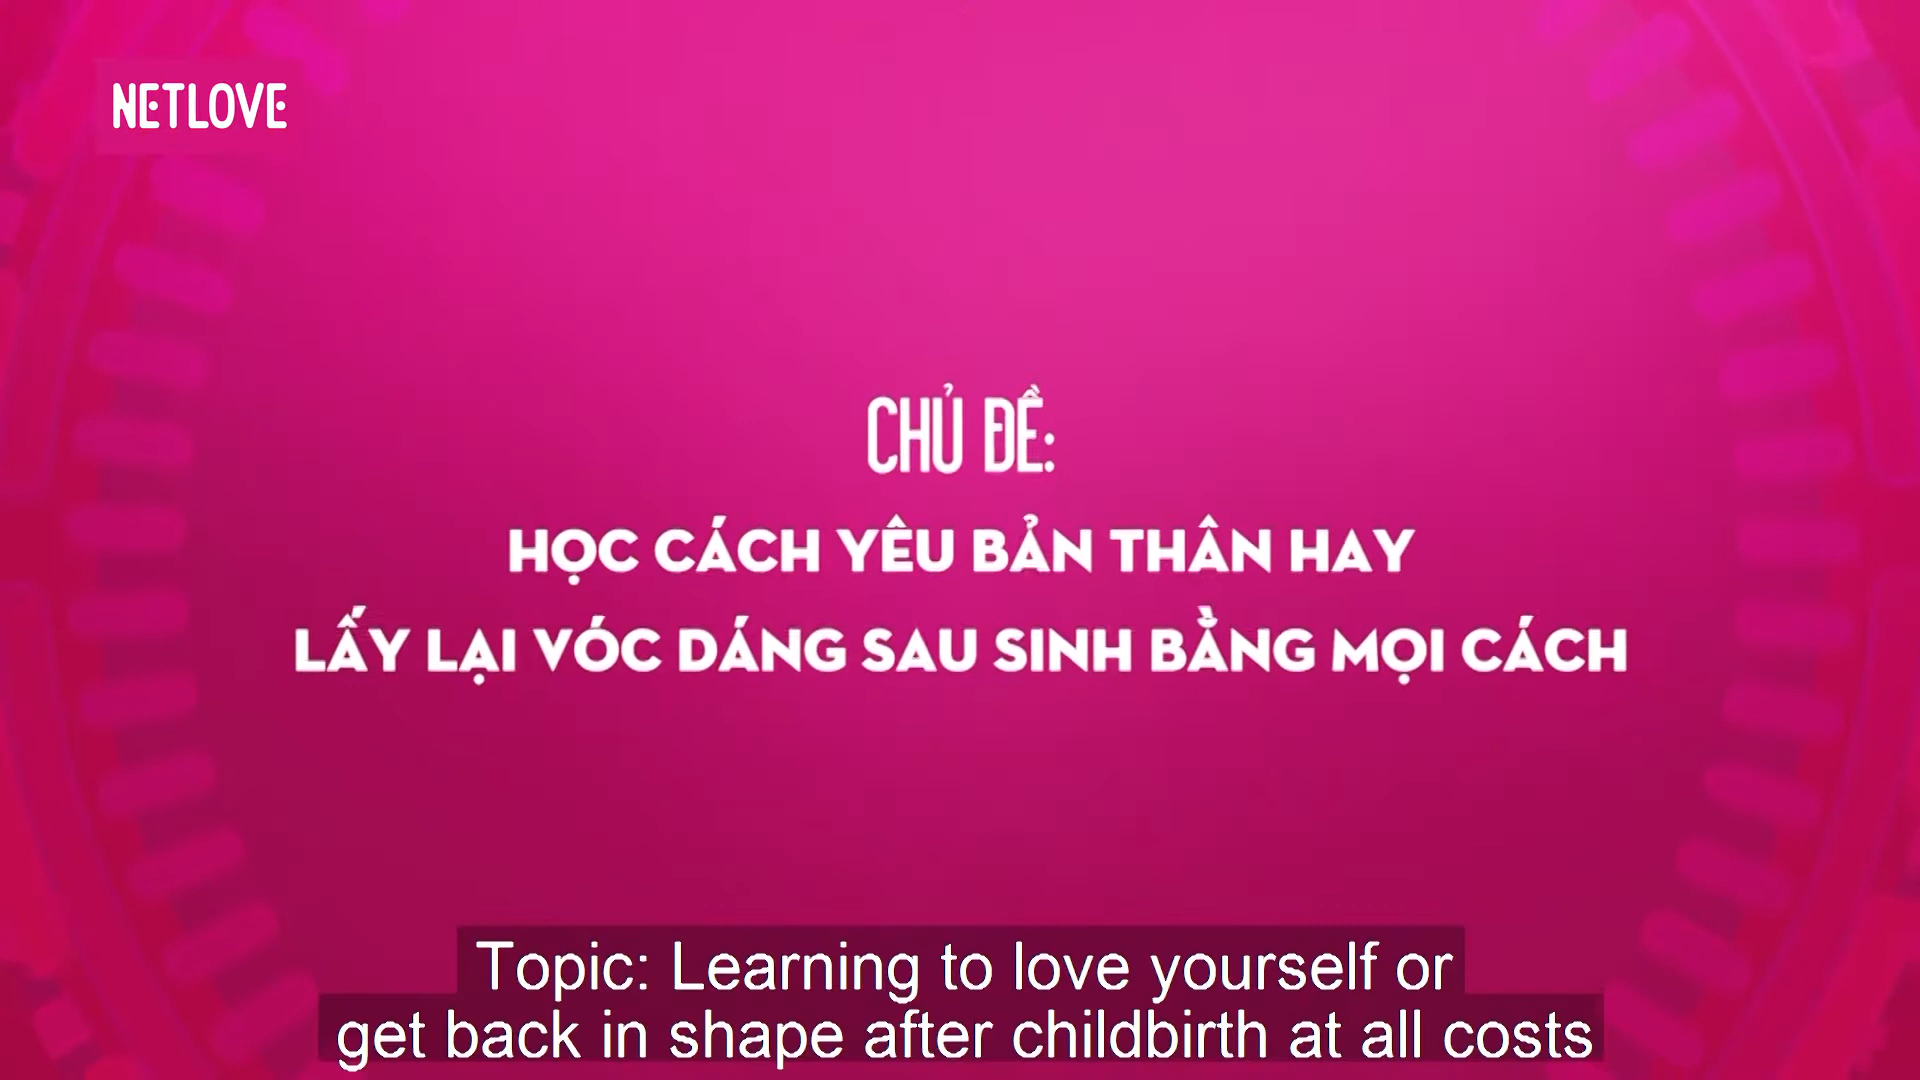 NETLOVE
CHỦ ĐỀ:
HỌC CÁCH YÊU BẢN THÂN HAY
LẤY LẠI VÓC DÁNG SAU SINH BẰNG MỌI CÁCH
Topic: Learning to love yourself or
get back in shape after childbirth at all costs